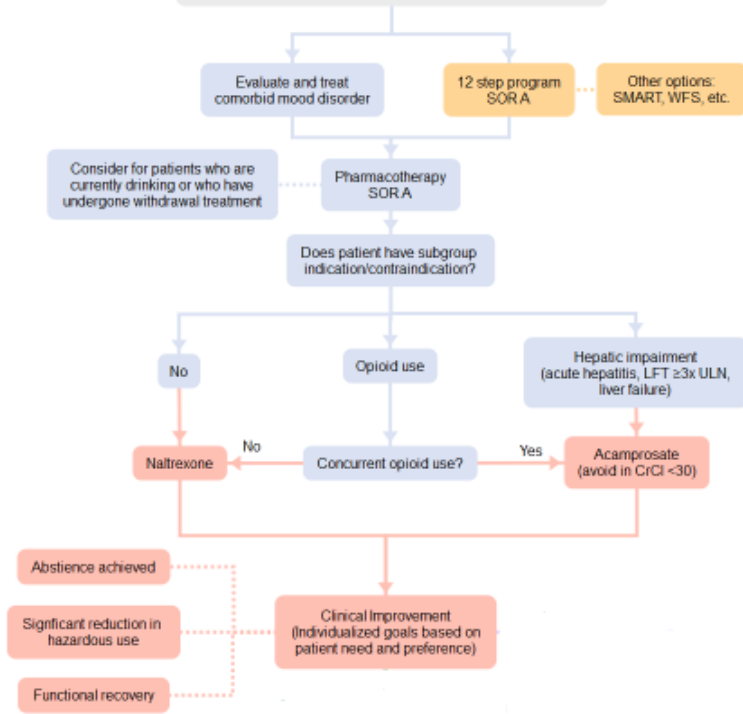 Evaluate and treat
comorbid mood disorder
12 step program
SOR A
Other options:
SMART, WFS, etc.
Consider for patients who are
currently drinking or who have
undergone withdrawal treatment
Pharmacotherapy
SOR A
Does patient have subgroup
indication/contraindication?
No
Opioid use
Hepatic impairment
(acute hepatitis, LFT ≥3x ULN,
liver failure)
Naltrexone
No
Concurrent opioid use?
Yes
Acamprosate
(avoid in CrCl <30)
Abstience achieved
Signficant reduction in
hazardous use
Functional recovery
Clinical Improvement
(Individualized goals based on
patient need and preference)